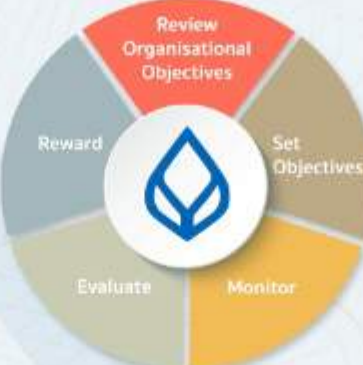 Review
Organisational
Objectives
Set
Objectives
Monitor
Evaluate
Reward